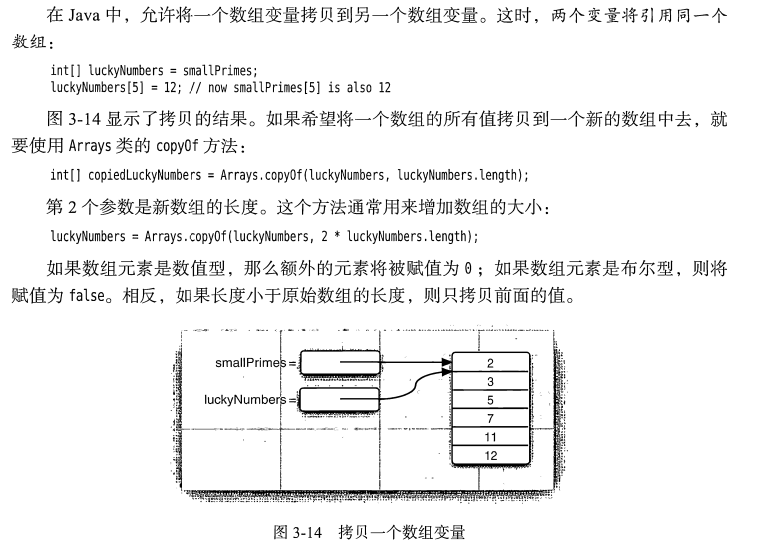 在 Java 中，允许将一个数组变量拷贝到另一个数组变量。这时，两个变量将引用同一个
数组：
int[] luckyNumbers = smallPrimes;
luckyNumbers[5] = 12; // now smallPrimes[5] is also 12
图 3-14 显示了拷贝的结果。如果希望将一个数组的所有值拷贝到一个新的数组中去，就
要使用 Arrays 类的 copyOf 方法：
int[] copiedLuckyNumbers = Arrays.copyOf(luckyNumbers, luckyNumbers.length);
第 2 个参数是新数组的长度。这个方法通常用来增加数组的大小：
luckyNumbers = Arrays.copyOf(luckyNumbers, 2 * luckyNumbers.length);
如果数组元素是数值型，那么额外的元素将被赋值为 0 ；如果数组元素是布尔型，则将
赋值为 false。相反，如果长度小于原始数组的长度，则只拷贝前面的值。
smallPrimes =
luckyNumbers =
2
3
5
7
11
12
图 3-14 拷贝一个数组变量